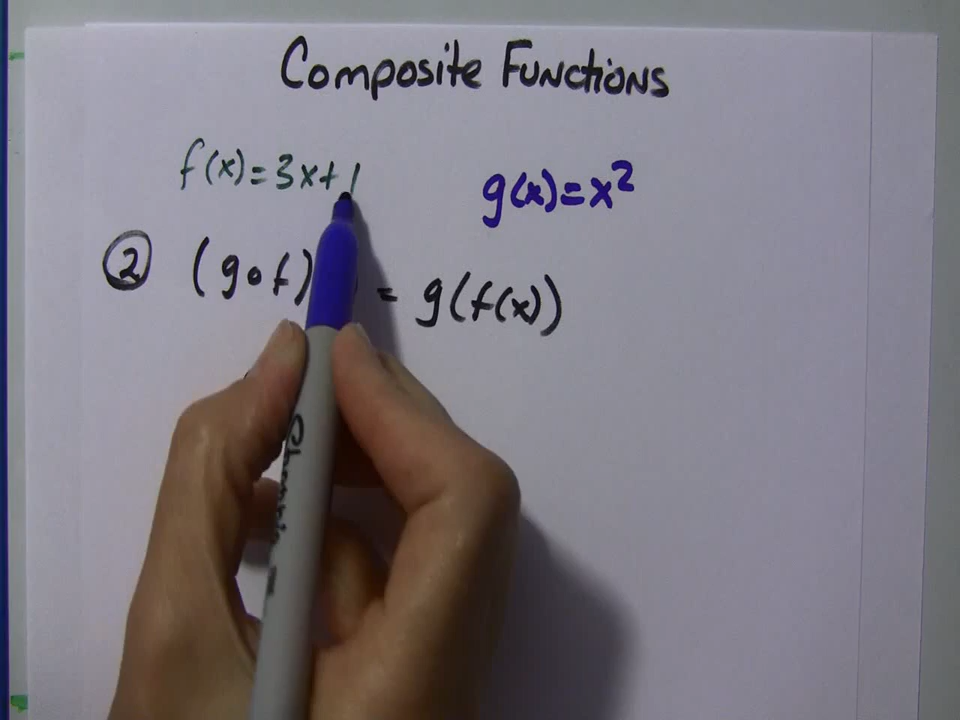 Composite Functions
f(x)=3x+1 g(x)=x²
② (g∘f) = g(f(x))